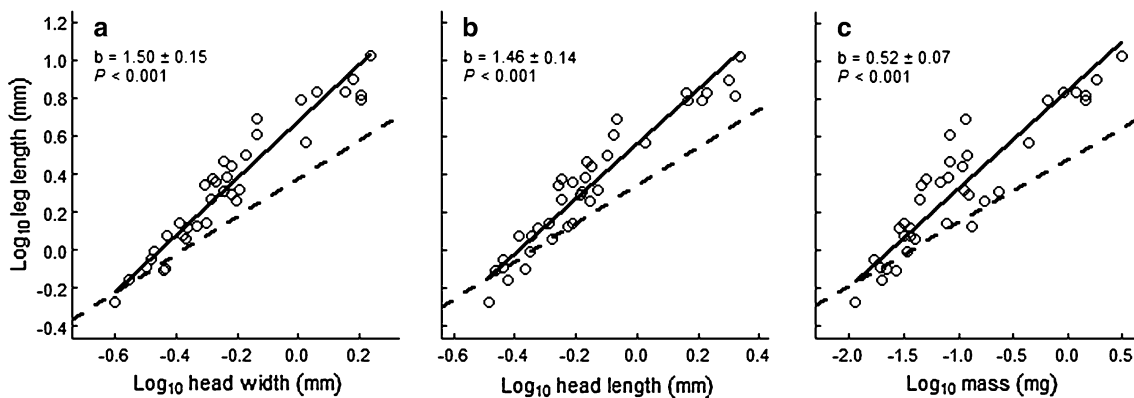 a
b = 1.50 ± 0.15
P < 0.001
b
b = 1.46 ± 0.14
P < 0.001
c
b = 0.52 ± 0.07
P < 0.001
Log10 leg length (mm)
1.2
1.0
0.8
0.6
0.4
0.2
0.0
-0.2
-0.4
-0.6 -0.4 -0.2 0.0 0.2
-0.6 -0.4 -0.2 0.0 0.2 0.4
-2.0 -1.5 -1.0 -0.5 0.0 0.5
Log10 head width (mm)
Log10 head length (mm)
Log10 mass (mg)